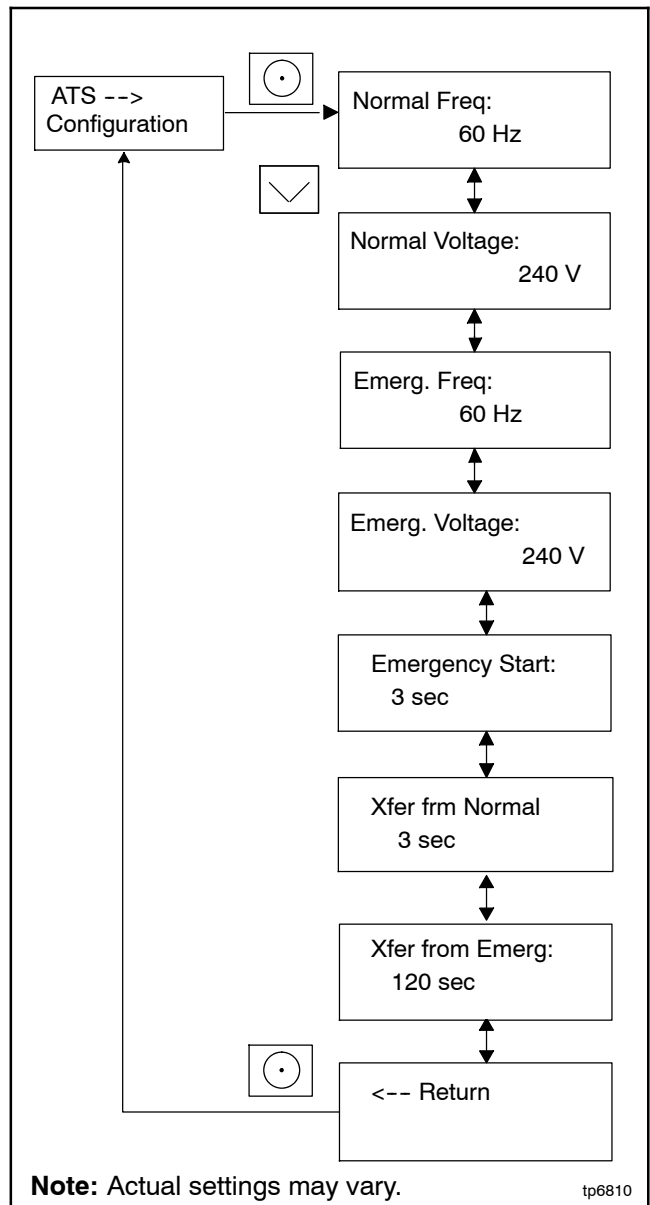 ATS -->
Configuration
Normal Freq:
60 Hz
Normal Voltage:
240 V
Emerg. Freq:
60 Hz
Emerg. Voltage:
240 V
Emergency Start:
3 sec
Xfer frm Normal
3 sec
Xfer from Emerg:
120 sec
<-- Return
Note: Actual settings may vary.
tp6810